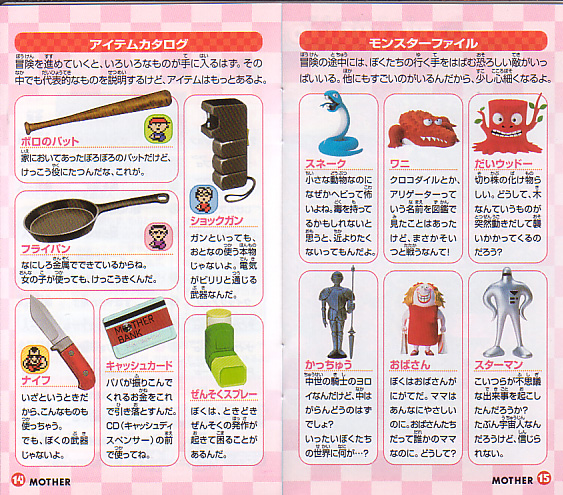 アイテムカタログ
冒険を進めていくと、いろいろなものが手に入るはず。その
中でも代表的なものを説明するけど、アイテムはもっとあるよ。
ボロのバット
家においてあったぼろぼろのバットだけど、
けっこう役にたつんだな、これが。
フライパン
なにしろ金属でできているからね。
女の子が使っても、けっこうきくんだ。
ショックガン
ガンといっても、
おとなの使う本物
じゃないよ。電気
がビリリと通じる
武器なんだ。
ナイフ
いざというときだ
から、こんなものも
使っちゃう。
でも、ぼくの武器
じゃないよ。
MOTHER
BANK
キャッシュカード
パパが振りこんで
くれるお金をこれ
で引き落とすんだ。
CD(キャッシュディ
スペンサー)の前
で使ってね。
ぜんそくスプレー
ぼくは、ときどき
ぜんそくの発作が
起きて困ることが
あるんだ。
14 MOTHER
モンスターファイル
冒険の途中には、ぼくたちの行く手をはばむ恐ろしい敵がいっ
ぱいいる。他にもすごいのがいるんだから、少し心細くなるよ。
スネーク
小さな動物なのに
なぜかヘビって怖
いよね。毒を持って
るかもしれないと
思うと、近よりたく
ないってもんだよ。
ワニ
クロコダイルとか、
アリゲーターって
いう名前を図鑑で
見たことはあった
けど、まさかそい
つと戦うなんて!
だいウッドー
切り株の化け物ら
しい。どうして、木
なんていうものが
突然動きだして襲
いかかってくるの
だろう?
かっちゅう
中世の騎士のヨロ
イなんだけど、中は
がらんどうのはず
でしょ?
いったいぼくたち
の世界に何が…?
おばさん
ぼくはおばさんが
にがてだ。ママは
あんなにやさしい
のに。おばさんたち
だって誰かのママ
なのに。どうして?
スターマン
こいつらが不思議
な出来事を起こし
たんだろうか?
たぶん宇宙人なん
だろうけど、信じら
れない。
MOTHER 15